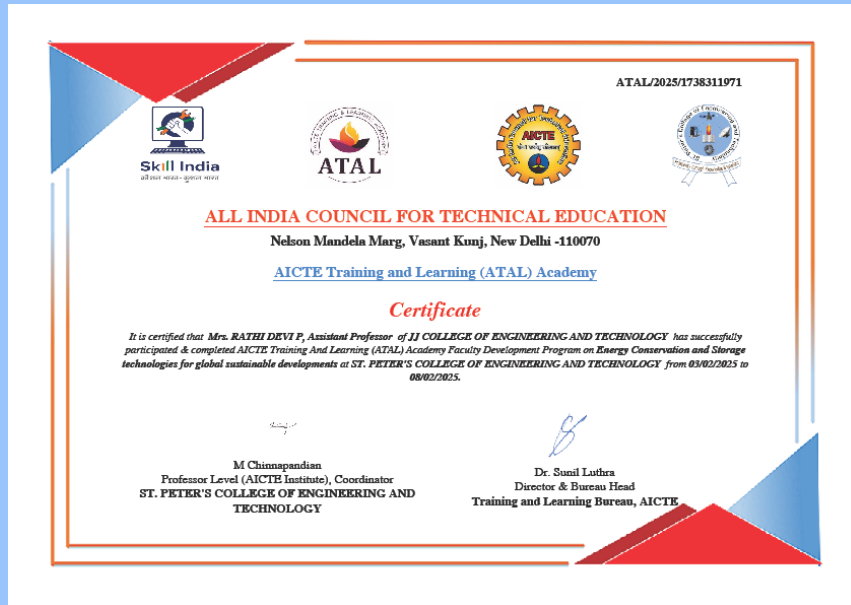 ATAL/2025/1738311971
Skill India
कौशल भारत - कुशल भारत
ATAL
AICTE
ALL INDIA COUNCIL FOR TECHNICAL EDUCATION
Nelson Mandela Marg, Vasant Kunj, New Delhi -110070
AICTE Training and Learning (ATAL) Academy
Certificate
It is certified that Mrs. RATHI DEVI P, Assistant Professor of JJ COLLEGE OF ENGINEERING AND TECHNOLOGY has successfully
participated & completed AICTE Training And Learning (ATAL) Academy Faculty Development Program on Energy Conservation and Storage
technologies for global sustainable developments at ST. PETER'S COLLEGE OF ENGINEERING AND TECHNOLOGY from 03/02/2025 to
08/02/2025.
M Chinnapandian
Professor Level (AICTE Institute), Coordinator
ST. PETER'S COLLEGE OF ENGINEERING AND
TECHNOLOGY
Dr. Sunil Luthra
Director & Bureau Head
Training and Learning Bureau, AICTE